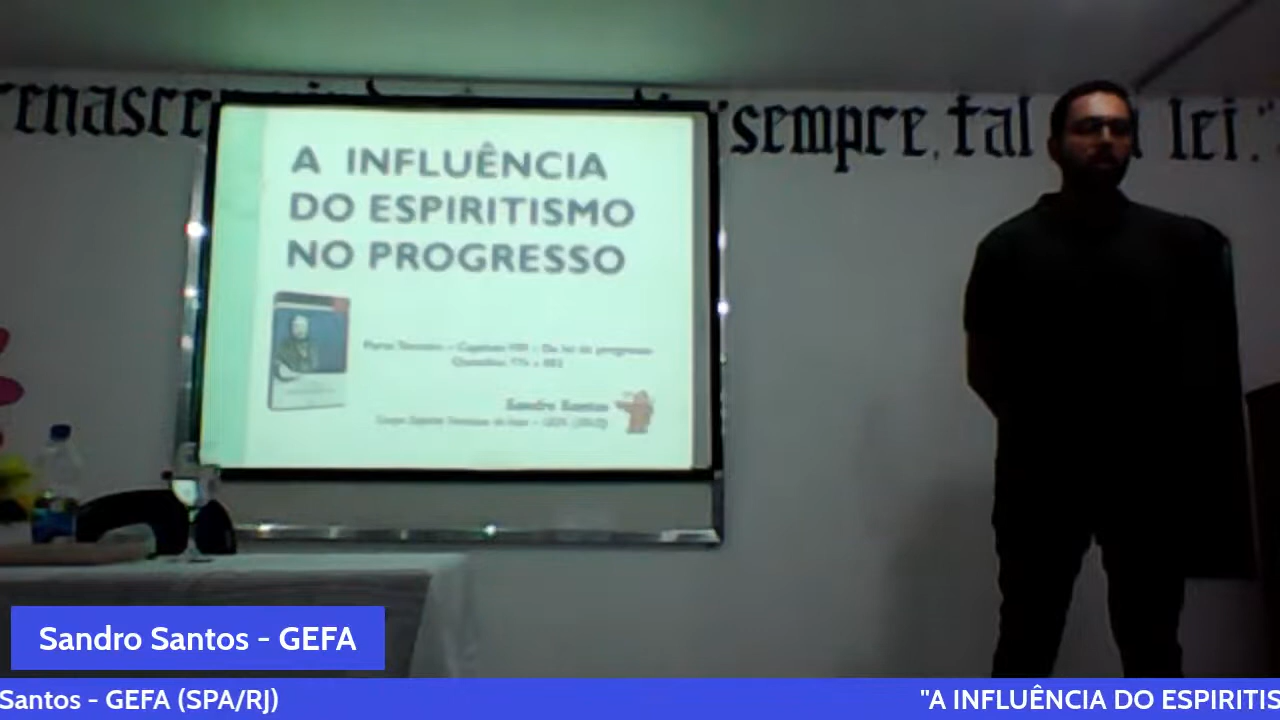 renascer
sempre, tal
lei."
A INFLUÊNCIA
DO ESPIRITISMO
NO PROGRESSO
Sandro Santos
Sandro Santos - GEFA
Santos - GEFA (SPA/RJ)
"A INFLUÊNCIA DO ESPIRITIS